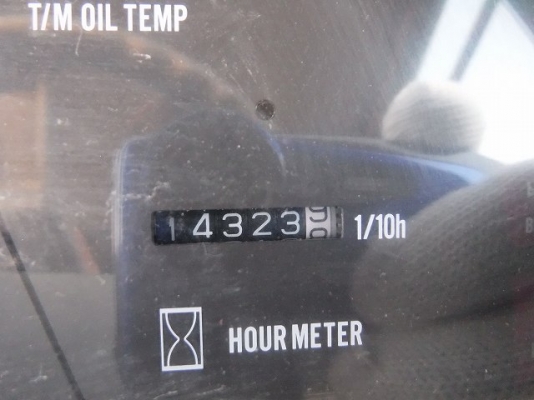 T/M OIL TEMP
14323
1/10h
HOUR METER